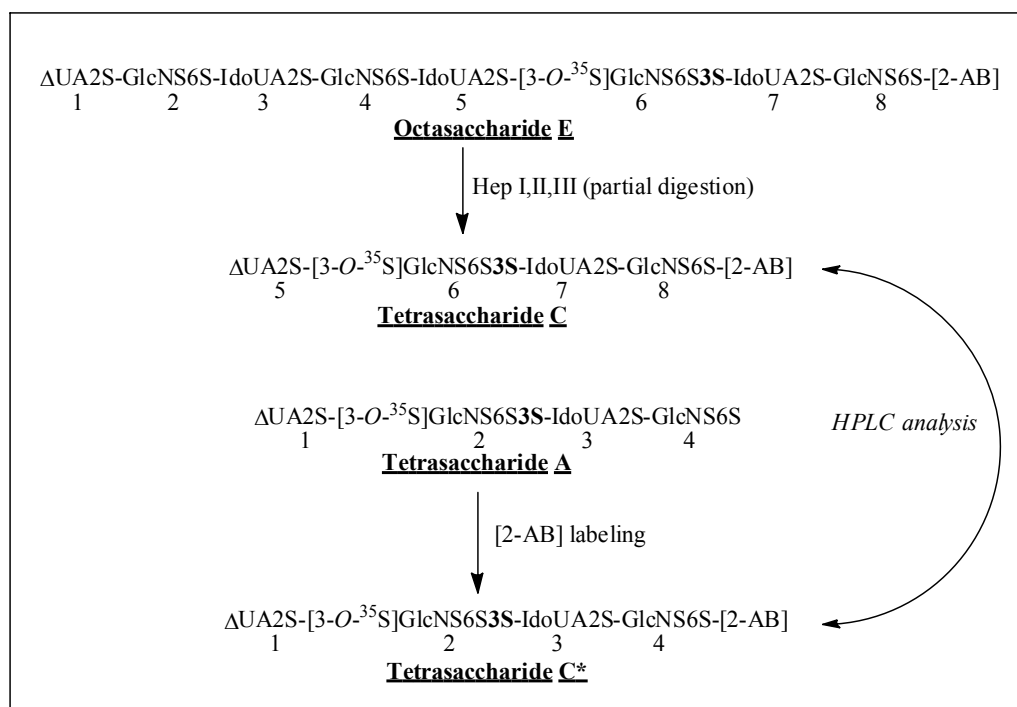 ΔUA2S-GlcNS6S-IdoUA2S-GlcNS6S-IdoUA2S-[3-O-35S]GlcNS6S3S-IdoUA2S-GlcNS6S-[2-AB]
1 2 3 4 5 6 7 8
Octasaccharide E
Hep I,II,III (partial digestion)
ΔUA2S-[3-O-35S]GlcNS6S3S-IdoUA2S-GlcNS6S-[2-AB]
5 6 7 8
Tetrasaccharide C
ΔUA2S-[3-O-35S]GlcNS6S3S-IdoUA2S-GlcNS6S
1 2 3 4
HPLC analysis
Tetrasaccharide A
[2-AB] labeling
ΔUA2S-[3-O-35S]GlcNS6S3S-IdoUA2S-GlcNS6S-[2-AB]
1 2 3 4
Tetrasaccharide C*